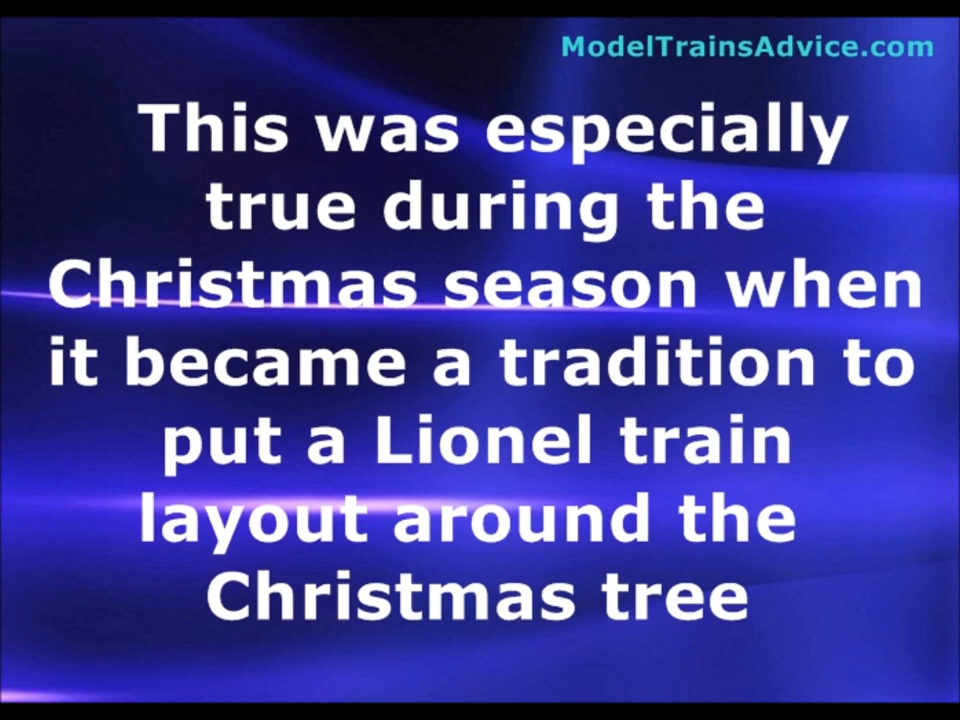 ModelTrainsAdvice.com
This was especially
true during the
Christmas season when
it became a tradition to
put a Lionel train
layout around the
Christmas tree